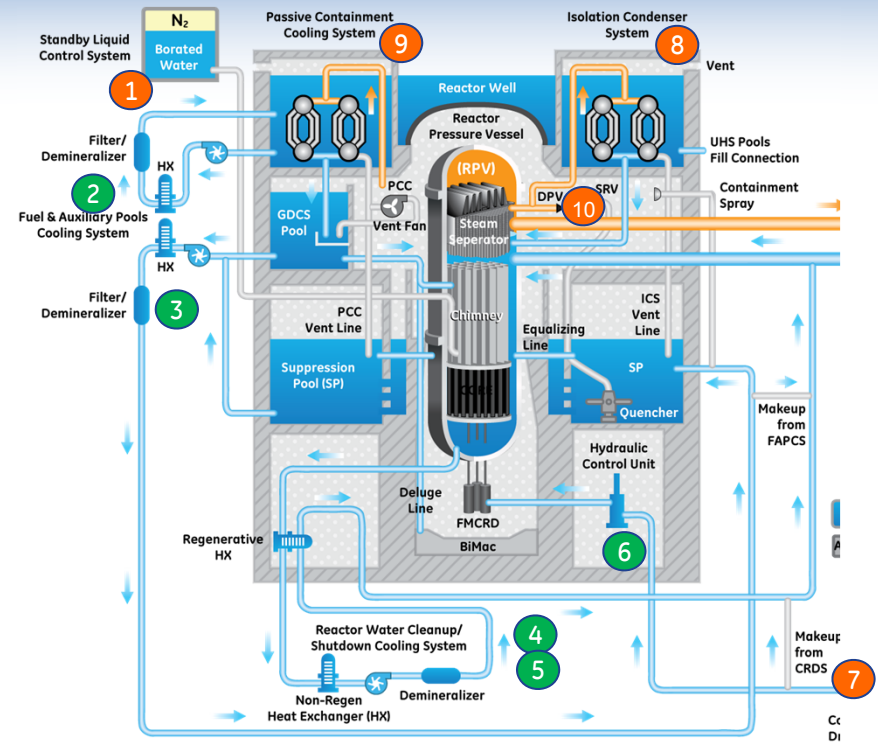 N₂
Borated
Water
Standby Liquid
Control System
1
Passive Containment
Cooling System
9
Isolation Condenser
System
8
Vent
Reactor Well
Reactor
Pressure Vessel
(RPV)
Filter/
Demineralizer
HX
2
Fuel & Auxiliary Pools
Cooling System
HX
Filter/
Demineralizer
3
UHS Pools
Fill Connection
Containment
Spray
PCC
Vent Fan
DPV
10
SRV
GDCS
Pool
Steam
Seperator
PCC
Vent Line
Chimney
Equalizing
Line
ICS
Vent
Line
Suppression
Pool (SP)
CORE
SP
Quencher
Makeup
from
FAPCS
Hydraulic
Control Unit
6
Deluge
Line
FMCRD
BiMac
Regenerative
HX
A
Reactor Water Cleanup/
Shutdown Cooling System
4
5
Non-Regen
Heat Exchanger (HX)
Demineralizer
Makeup
from
CRDS
7